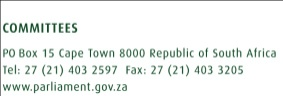 COMMITTEES
PO Box 15 Cape Town 8000 Republic of South Africa
Tel: 27 (21) 403 2597 Fax: 27 (21) 403 3205
www.parliament.gov.za